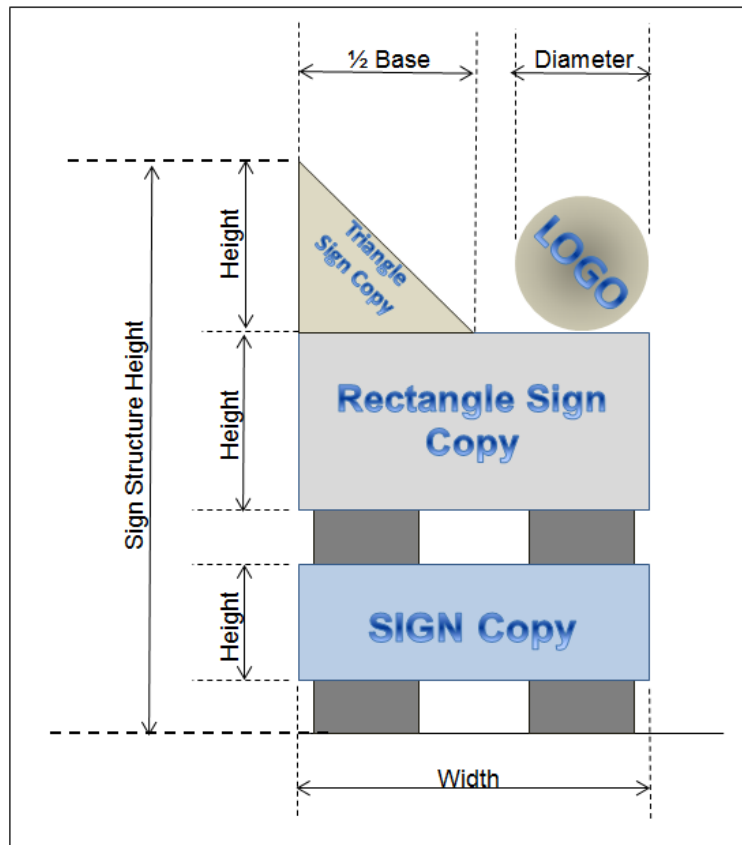 ½ Base
Diameter
Height
Triangle
Sign Copy
LOGO
Sign Structure Height
Height
Rectangle Sign
Copy
Height
SIGN Copy
Width